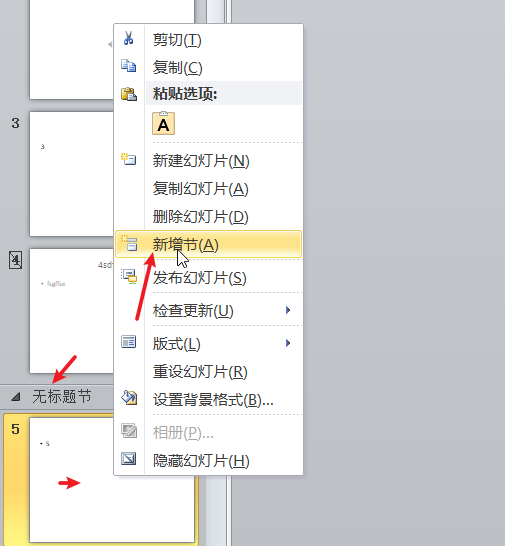 剪切(T)
复制(C)
粘贴选项:
A
3
3
新建幻灯片(N)
复制幻灯片(A)
删除幻灯片(D)
新增节(A)
4
4sd
发布幻灯片(S)
检查更新(U)
版式(L)
重设幻灯片(R)
无标题节
设置背景格式(B)...
5
• 5
相册(P)...
隐藏幻灯片(H)